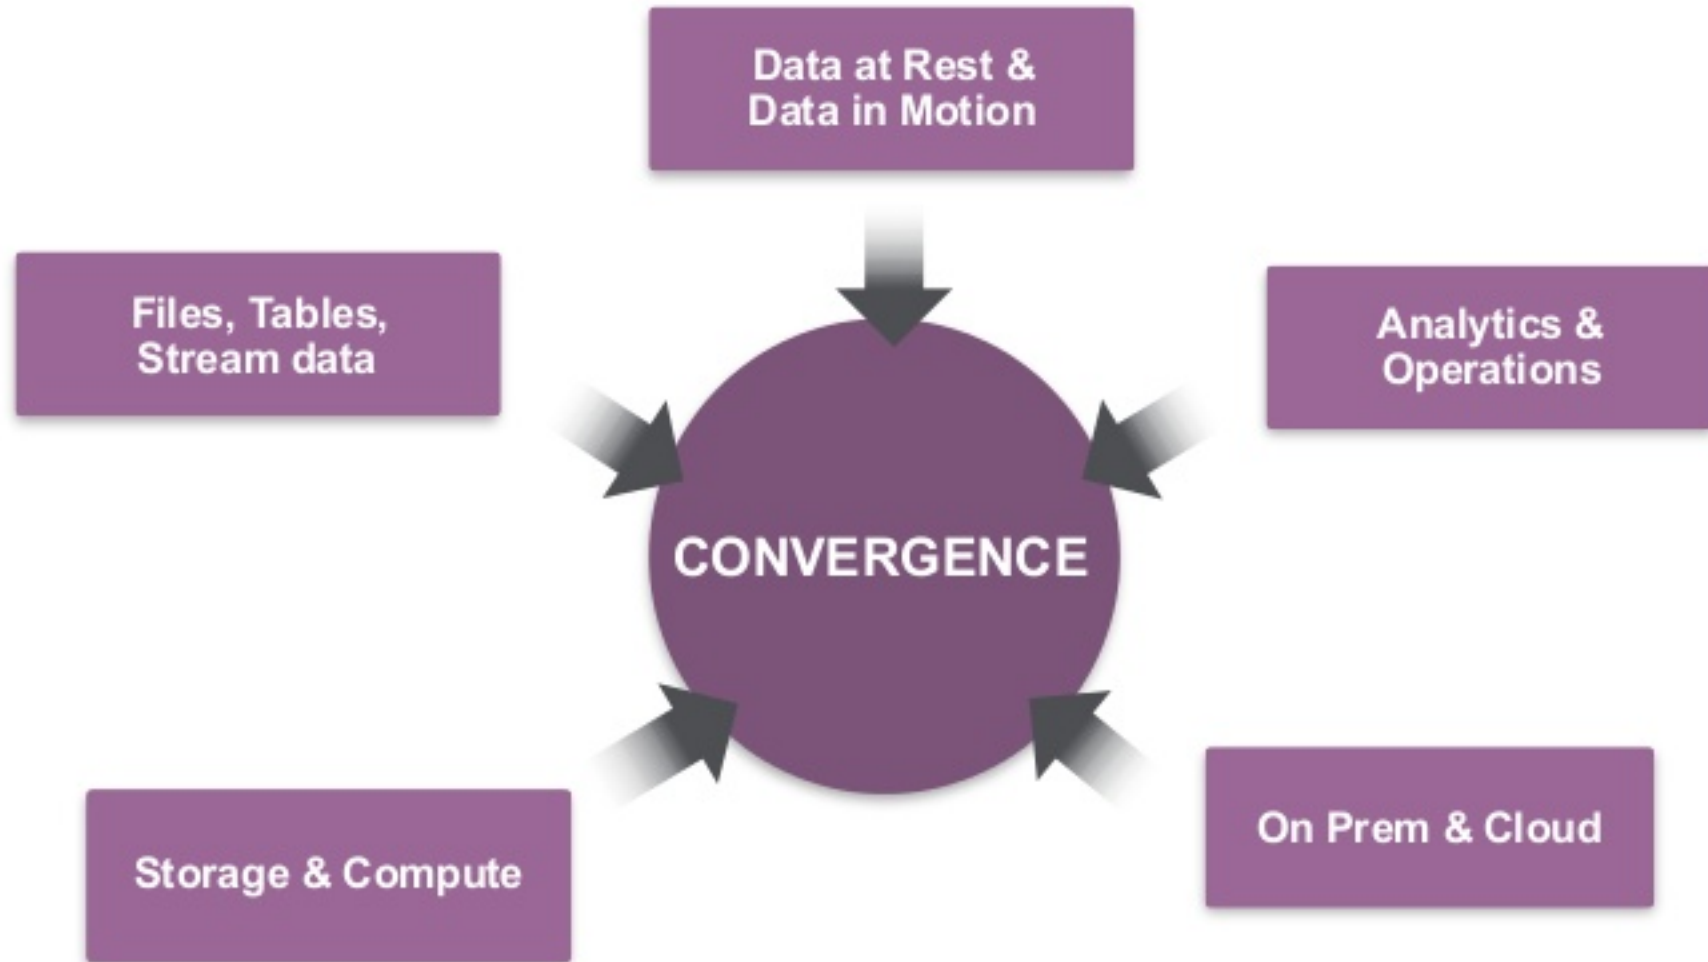 Data at Rest &
Data in Motion
Files, Tables,
Stream data
Analytics &
Operations
CONVERGENCE
On Prem & Cloud
Storage & Compute